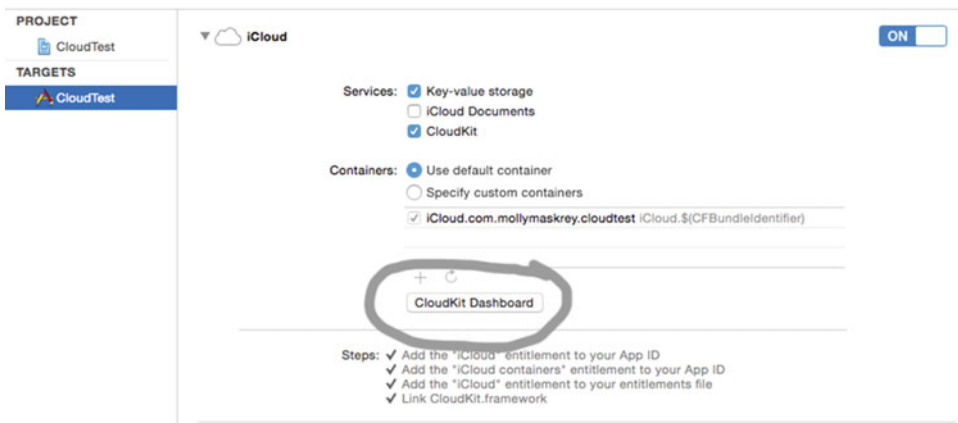 PROJECT
CloudTest
TARGETS
CloudTest
iCloud
ON
Services: Key-value storage
iCloud Documents
CloudKit
Containers: Use default container
Specify custom containers
iCloud.com.mollymaskrey.cloudtest iCloud.$(CFBundleIdentifier)
CloudKit Dashboard
Steps: ✓ Add the "iCloud" entitlement to your App ID
✓ Add the "iCloud containers" entitlement to your App ID
✓ Add the "iCloud" entitlement to your entitlements file
✓ Link CloudKit.framework